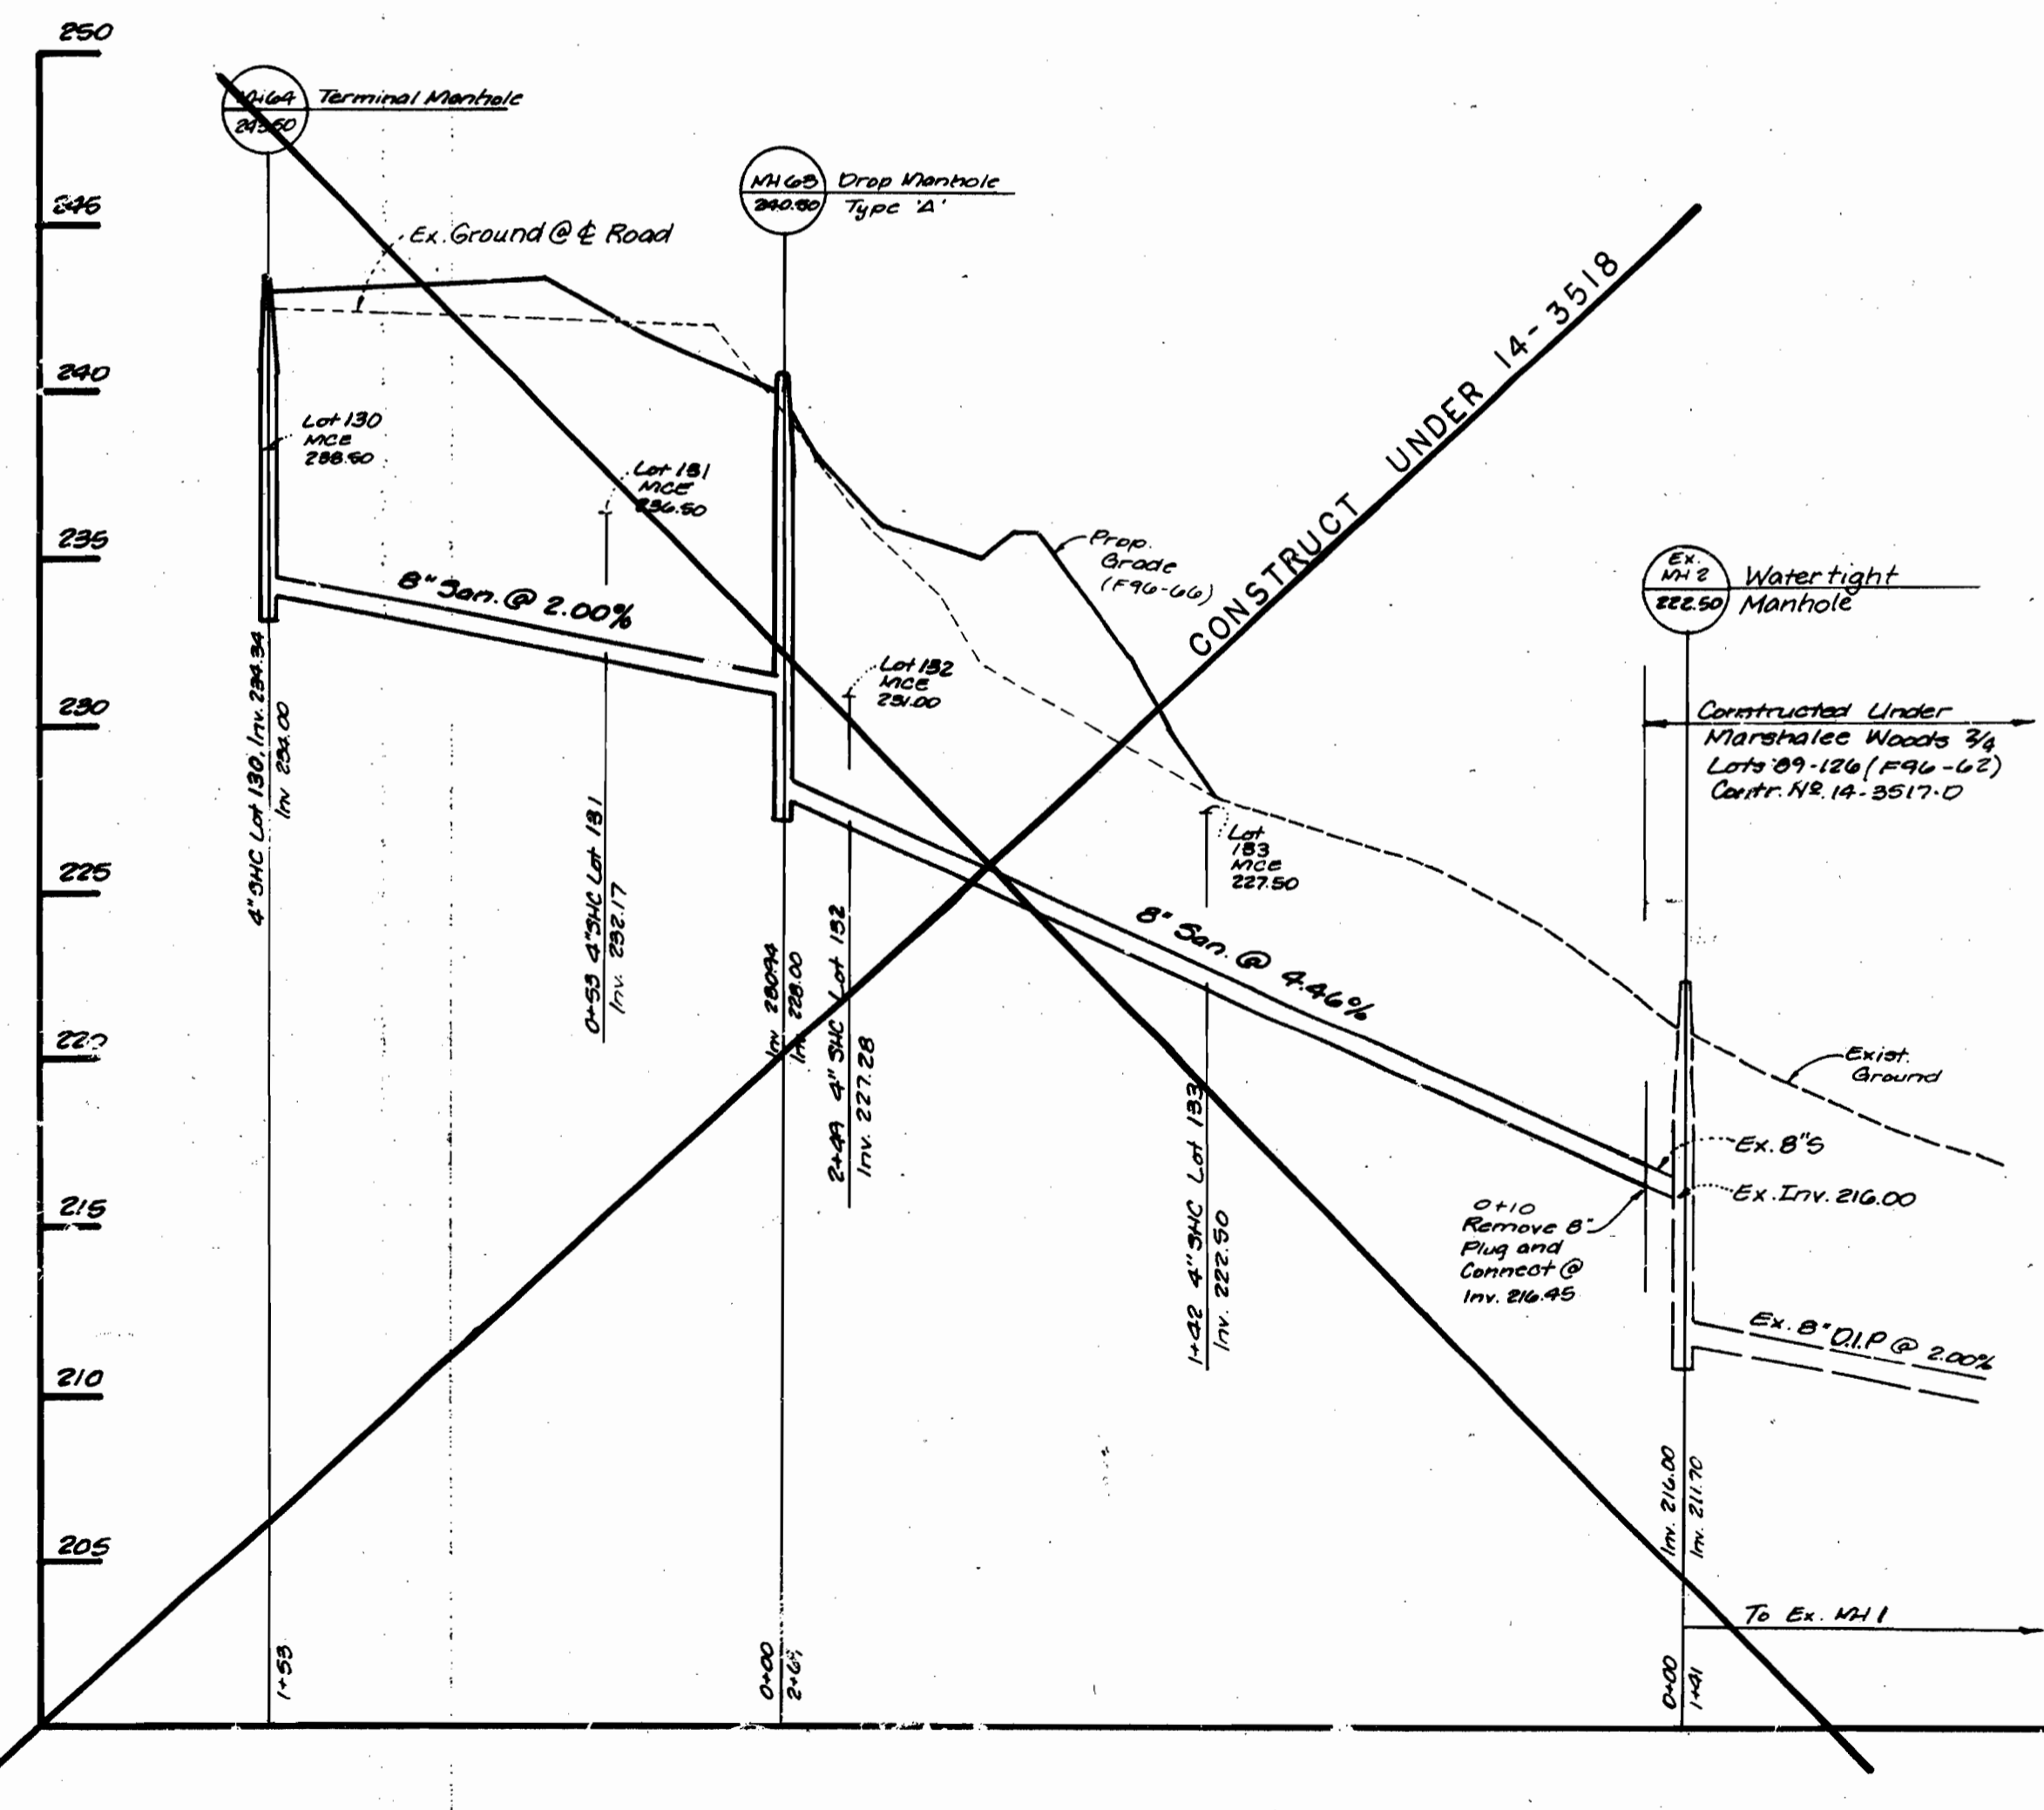 250
245
240
235
230
225
220
215
210
205
MH64
243.50
Terminal Manhole
Ex. Ground @ ℄ Road
MH63
240.50
Drop Manhole
Type 'A'
Lot 130
MCE
238.50
Lot 131
MCE
236.50
8" San. @ 2.00%
Lot 132
MCE
231.00
Prop.
Grade
(F96-66)
CONSTRUCT UNDER 14-3518
Ex.
MH 2
222.50
Watertight
Manhole
Constructed Under
Marshalee Woods 3/4
Lots 89-126 (F96-62)
Contr. Nº. 14-3517-D
Lot
133
MCE
227.50
8" San. @ 4.46%
4" SHC Lot 130, Inv. 234.34
Inv 234.00
0+53 4" SHC Lot 131
Inv. 232.17
Inv 230.94
Inv. 228.00
2+49 4" SHC Lot 132
Inv. 227.28
1+42 4" SHC Lot 133
Inv. 222.50
Exist.
Ground
Ex. 8" S
Ex. Inv. 216.00
0+10
Remove 8"
Plug and
Connect @
Inv. 216.45
Ex. 8" D.I.P @ 2.00%
Inv. 216.00
Inv. 211.70
To Ex. MH 1
1+53
0+00
0+00
1+41